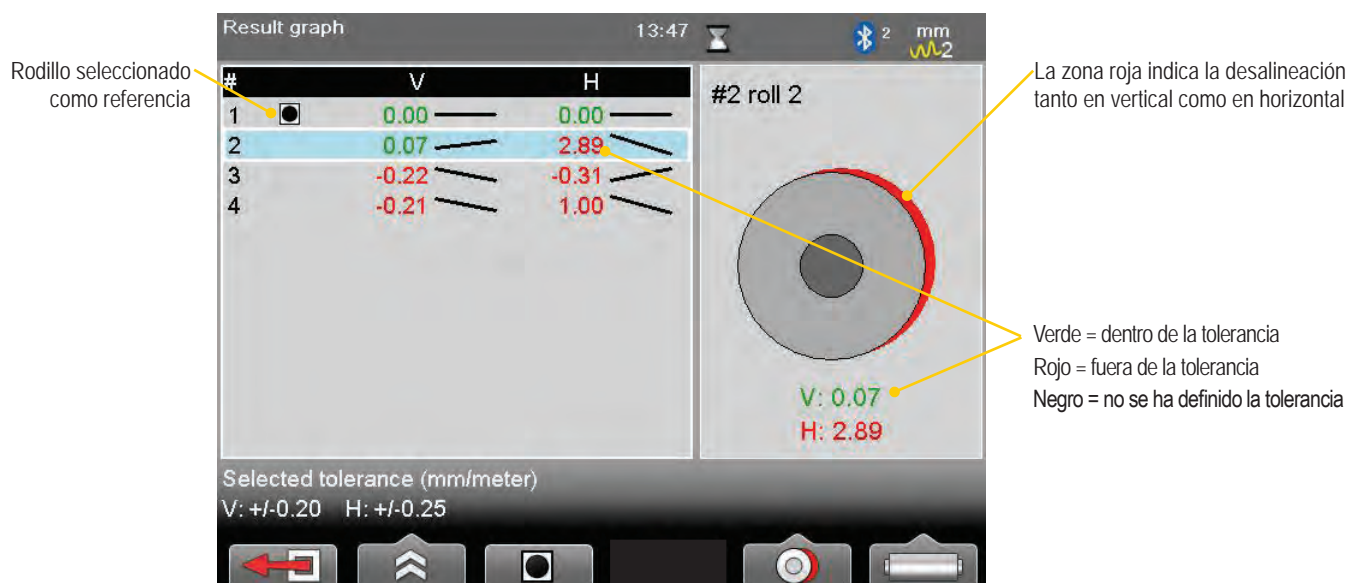 Result graph 13:47 2 mm
2
Rodillo seleccionado
como referencia
La zona roja indica la desalineación
tanto en vertical como en horizontal
# V H
1 0.00 0.00
2 0.07 2.89
3 -0.22 -0.31
4 -0.21 1.00
#2 roll 2
V: 0.07
H: 2.89
Verde = dentro de la tolerancia
Rojo = fuera de la tolerancia
Negro = no se ha definido la tolerancia
Selected tolerance (mm/meter)
V: +/-0.20 H: +/-0.25